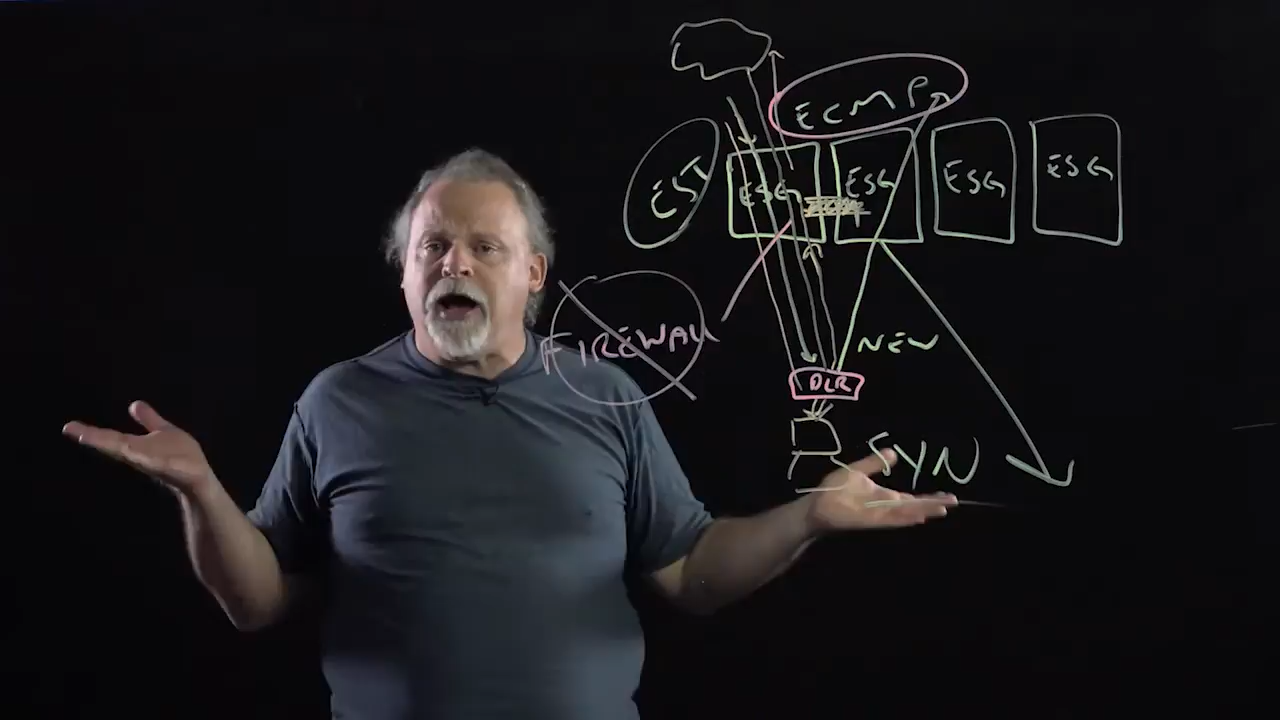 ECMP
EST
ESG
ESG
ESG
ESG
FIREWALL
NEW
DLR
SYN